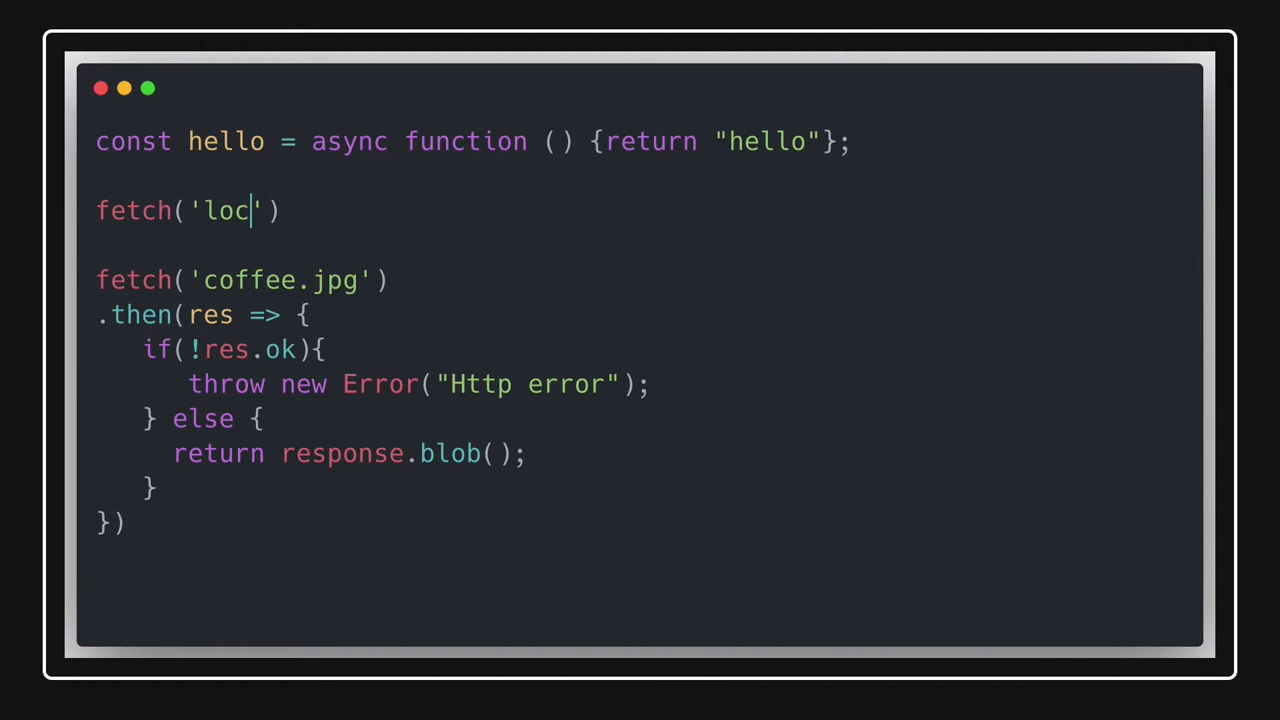 const hello = async function () {return "hello"};
fetch('loc')
fetch('coffee.jpg')
.then(res => {
if(!res.ok){
throw new Error("Http error");
} else {
return response.blob();
}
})